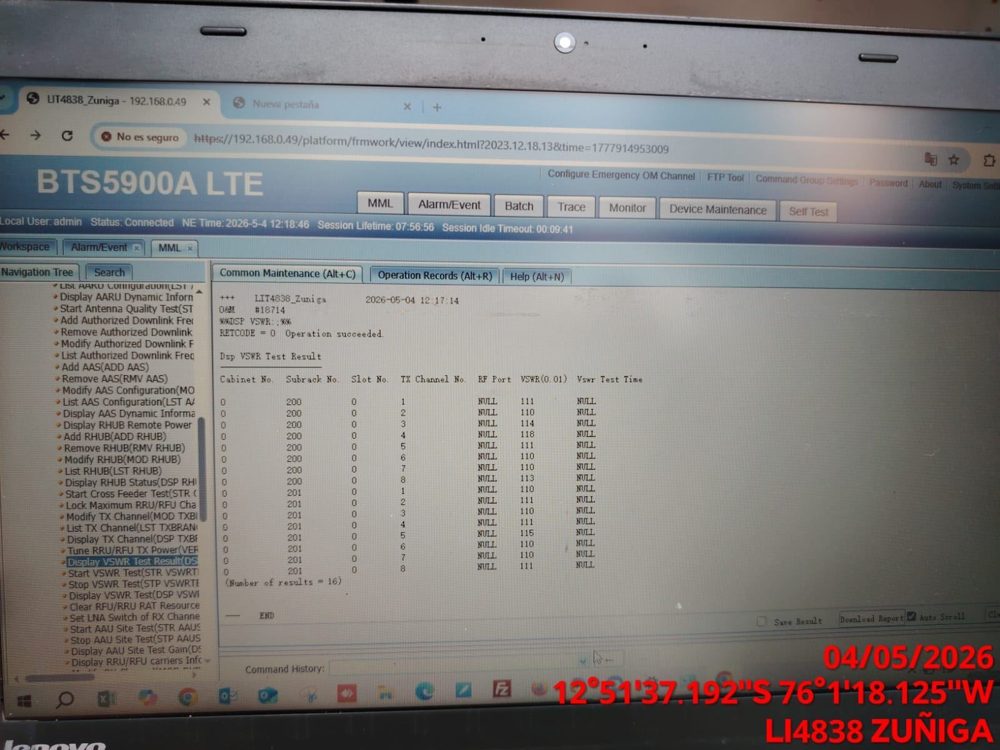 LIT4838_Zuniga - 192.168.0.49
Nueva pestaña
No es seguro https://192.168.0.49/platform/frmwork/view/index.html?2023.12.18.13&time=1777914953009
BTS5900A LTE
Configure Emergency OM Channel FTP Tool Command Group Settings Password About System
MML Alarm/Event Batch Trace Monitor Device Maintenance Self Test
Local User: admin Status: Connected NE Time: 2026-5-4 12:18:46 Session Lifetime: 07:56:56 Session Idle Timeout: 00:09:41
Workspace Alarm/Event MML
Navigation Tree Search
Common Maintenance (Alt+C) Operation Records (Alt+R) Help (Alt+N)
List AARU Configuration(LST
Display AARU Dynamic Inform
Start Antenna Quality Test(ST
Add Authorized Downlink Fre
Remove Authorized Downlink
Modify Authorized Downlink F
List Authorized Downlink Freq
Add AAS(ADD AAS)
Remove AAS(RMV AAS)
Modify AAS Configuration(MO
List AAS Configuration(LST AA
Display AAS Dynamic Informa
Display RHUB Remote Power
Add RHUB(ADD RHUB)
Remove RHUB(RMV RHUB)
Modify RHUB(MOD RHUB)
List RHUB(LST RHUB)
Display RHUB Status(DSP RH
Start Cross Feeder Test(STR C
Lock Maximum RRU/RFU Cha
Modify TX Channel(MOD TXB
List TX Channel(LST TXBRAN
Display TX Channel(DSP TXBF
Tune RRU/RFU TX Power(VER
Display VSWR Test Result(DS
Start VSWR Test(STR VSWRT
Stop VSWR Test(STP VSWRTE
Display VSWR Test(DSP VSWF
Clear RFU/RRU RAT Resource
Set LNA Switch of RX Channe
Start AAU Site Test(STR AAUS
Stop AAU Site Test(STP AAUS
Display AAU Site Test Gain(DS
Display RRU/RFU carriers Info
+++ LIT4838_Zuniga 2026-05-04 12:17:14
O&M #18714
%%DSP VSWR:;%%
RETCODE = 0 Operation succeeded.
Dsp VSWR Test Result
Cabinet No. Subrack No. Slot No. TX Channel No. RF Port VSWR(0.01) Vswr Test Time
0 200 0 1 NULL 111 NULL
0 200 0 2 NULL 110 NULL
0 200 0 3 NULL 114 NULL
0 200 0 4 NULL 118 NULL
0 200 0 5 NULL 111 NULL
0 200 0 6 NULL 110 NULL
0 200 0 7 NULL 110 NULL
0 200 0 8 NULL 113 NULL
0 201 0 1 NULL 110 NULL
0 201 0 2 NULL 111 NULL
0 201 0 3 NULL 110 NULL
0 201 0 4 NULL 111 NULL
0 201 0 5 NULL 115 NULL
0 201 0 6 NULL 110 NULL
0 201 0 7 NULL 110 NULL
0 201 0 8 NULL 111 NULL
(Number of results = 16)
--- END
Save Result Download Report Auto Scroll
Command History:
04/05/2026
12°51'37.192"S 76°1'18.125"W
LI4838 ZUÑIGA
lenovo